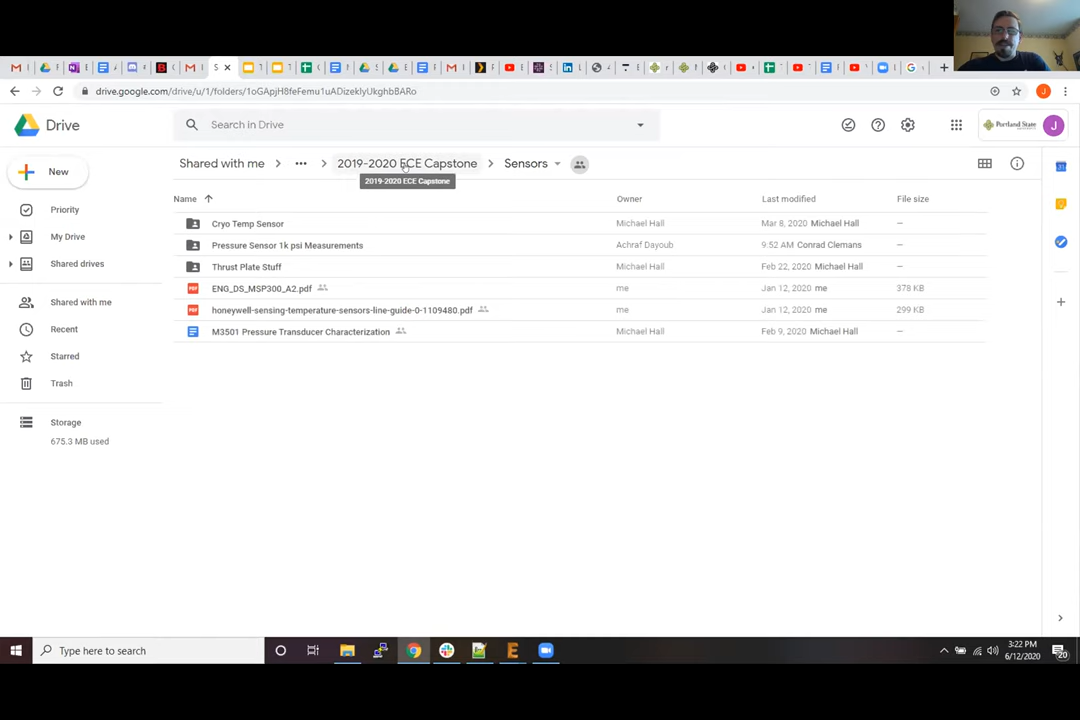 drive.google.com/drive/u/1/folders/1oGApjH8feFemu1uADizeklyUkghb8ARo
Drive
Search in Drive
Portland State
J
New
Shared with me
2019-2020 ECE Capstone
Sensors
2019-2020 ECE Capstone
Priority
My Drive
Shared drives
Shared with me
Recent
Starred
Trash
Storage
675.3 MB used
Name Owner Last modified File size
Cryo Temp Sensor Michael Hall Mar 8, 2020 Michael Hall –
Pressure Sensor 1k psi Measurements Achraf Dayoub 9:52 AM Conrad Clemans –
Thrust Plate Stuff Michael Hall Feb 22, 2020 Michael Hall –
ENG_DS_MSP300_A2.pdf me Jan 12, 2020 me 378 KB
honeywell-sensing-temperature-sensors-line-guide-0-1109480.pdf me Jan 12, 2020 me 299 KB
M3501 Pressure Transducer Characterization Michael Hall Feb 9, 2020 Michael Hall –
Type here to search
3:22 PM
6/12/2020
20